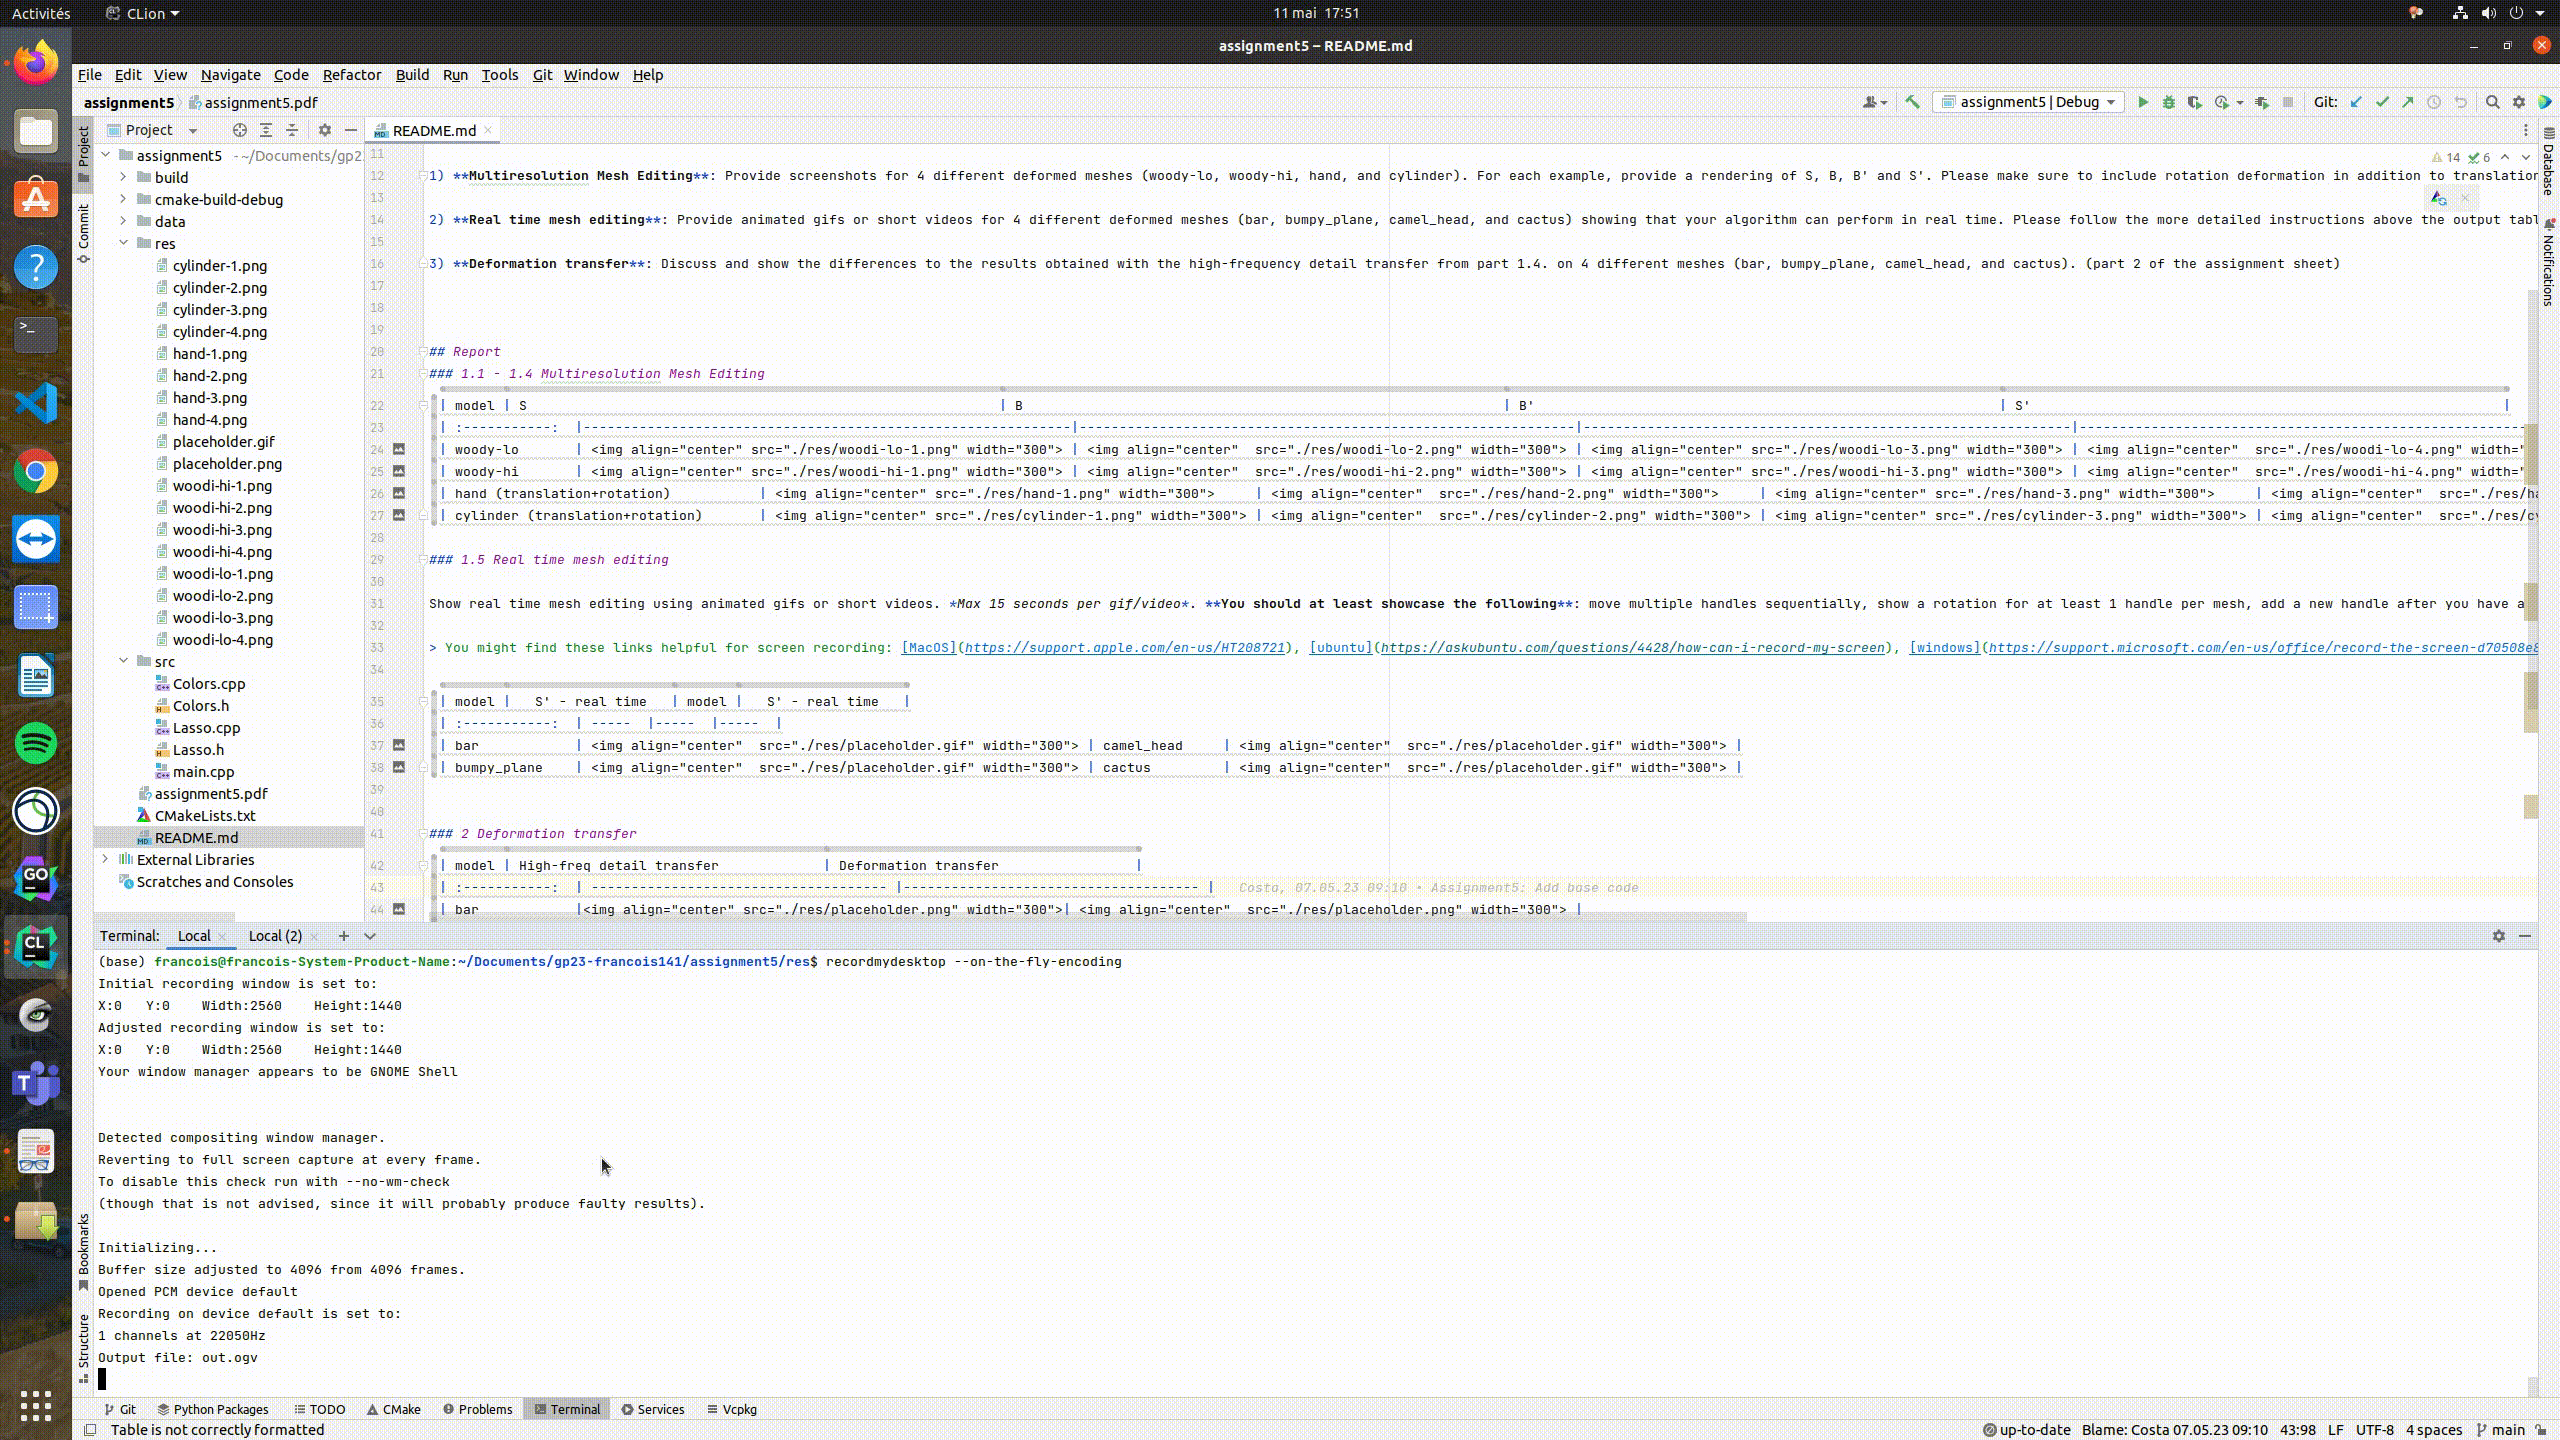 Activités CLion 11 mai 17:51
assignment5 – README.md
File Edit View Navigate Code Refactor Build Run Tools Git Window Help
assignment5 assignment5.pdf assignment5 | Debug Git:
Project README.md
Project
Commit
Bookmarks
Structure
Database
Notifications
assignment5 ~/Documents/gp2
build
cmake-build-debug
data
res
cylinder-1.png
cylinder-2.png
cylinder-3.png
cylinder-4.png
hand-1.png
hand-2.png
hand-3.png
hand-4.png
placeholder.gif
placeholder.png
woodi-hi-1.png
woodi-hi-2.png
woodi-hi-3.png
woodi-hi-4.png
woodi-lo-1.png
woodi-lo-2.png
woodi-lo-3.png
woodi-lo-4.png
src
Colors.cpp
Colors.h
Lasso.cpp
Lasso.h
main.cpp
assignment5.pdf
CMakeLists.txt
README.md
External Libraries
Scratches and Consoles
14 6
11
12 1) **Multiresolution Mesh Editing**: Provide screenshots for 4 different deformed meshes (woody-lo, woody-hi, hand, and cylinder). For each example, provide a rendering of S, B, B' and S'. Please make sure to include rotation deformation in addition to translation
13
14 2) **Real time mesh editing**: Provide animated gifs or short videos for 4 different deformed meshes (bar, bumpy_plane, camel_head, and cactus) showing that your algorithm can perform in real time. Please follow the more detailed instructions above the output tabl
15
16 3) **Deformation transfer**: Discuss and show the differences to the results obtained with the high-frequency detail transfer from part 1.4. on 4 different meshes (bar, bumpy_plane, camel_head, and cactus). (part 2 of the assignment sheet)
17
18
19
20 ## Report
21 ### 1.1 - 1.4 Multiresolution Mesh Editing
22 | model | S | B | B' | S' |
23 | :-----------: |------------------------------------------------------------|-------------------------------------------------------------|------------------------------------------------------------|--------------------------------------------------------
24 | woody-lo | <img align="center" src="./res/woodi-lo-1.png" width="300"> | <img align="center" src="./res/woodi-lo-2.png" width="300"> | <img align="center" src="./res/woodi-lo-3.png" width="300"> | <img align="center" src="./res/woodi-lo-4.png" width="
25 | woody-hi | <img align="center" src="./res/woodi-hi-1.png" width="300"> | <img align="center" src="./res/woodi-hi-2.png" width="300"> | <img align="center" src="./res/woodi-hi-3.png" width="300"> | <img align="center" src="./res/woodi-hi-4.png" width="
26 | hand (translation+rotation) | <img align="center" src="./res/hand-1.png" width="300"> | <img align="center" src="./res/hand-2.png" width="300"> | <img align="center" src="./res/hand-3.png" width="300"> | <img align="center" src="./res/ha
27 | cylinder (translation+rotation) | <img align="center" src="./res/cylinder-1.png" width="300"> | <img align="center" src="./res/cylinder-2.png" width="300"> | <img align="center" src="./res/cylinder-3.png" width="300"> | <img align="center" src="./res/cy
28
29 ### 1.5 Real time mesh editing
30
31 Show real time mesh editing using animated gifs or short videos. *Max 15 seconds per gif/video*. **You should at least showcase the following**: move multiple handles sequentially, show a rotation for at least 1 handle per mesh, add a new handle after you have a
32
33 > You might find these links helpful for screen recording: [MacOS](https://support.apple.com/en-us/HT208721), [ubuntu](https://askubuntu.com/questions/4428/how-can-i-record-my-screen), [windows](https://support.microsoft.com/en-us/office/record-the-screen-d70508e
34
35 | model | S' - real time | model | S' - real time |
36 | :-----------: | ----- |----- |----- |
37 | bar | <img align="center" src="./res/placeholder.gif" width="300"> | camel_head | <img align="center" src="./res/placeholder.gif" width="300"> |
38 | bumpy_plane | <img align="center" src="./res/placeholder.gif" width="300"> | cactus | <img align="center" src="./res/placeholder.gif" width="300"> |
39
40
41 ### 2 Deformation transfer
42 | model | High-freq detail transfer | Deformation transfer |
43 | :-----------: | ------------------------------------- |------------------------------------- | Costa, 07.05.23 09:10 • Assignment5: Add base code
44 | bar |<img align="center" src="./res/placeholder.png" width="300">| <img align="center" src="./res/placeholder.png" width="300"> |
Terminal: Local Local (2)
(base) francois@francois-System-Product-Name:~/Documents/gp23-francois141/assignment5/res$ recordmydesktop --on-the-fly-encoding
Initial recording window is set to:
X:0 Y:0 Width:2560 Height:1440
Adjusted recording window is set to:
X:0 Y:0 Width:2560 Height:1440
Your window manager appears to be GNOME Shell
Detected compositing window manager.
Reverting to full screen capture at every frame.
To disable this check run with --no-wm-check
(though that is not advised, since it will probably produce faulty results).
Initializing...
Buffer size adjusted to 4096 from 4096 frames.
Opened PCM device default
Recording on device default is set to:
1 channels at 22050Hz
Output file: out.ogv
Git Python Packages TODO CMake Problems Terminal Services Vcpkg
Table is not correctly formatted up-to-date Blame: Costa 07.05.23 09:10 43:98 LF UTF-8 4 spaces main